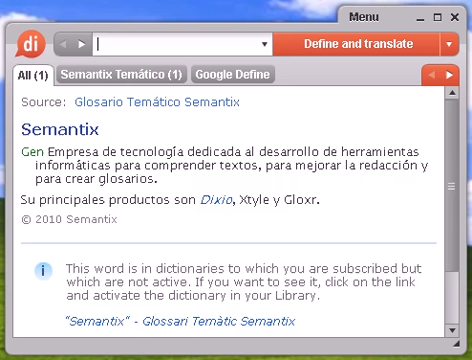 Menu
di
Define and translate
All (1)
Semantix Temático (1)
Google Define
Source: Glosario Temático Semantix
Semantix
Gen Empresa de tecnología dedicada al desarrollo de herramientas
informáticas para comprender textos, para mejorar la redacción y
para crear glosarios.
Su principales productos son Dixio, Xtyle y Gloxr.
© 2010 Semantix
i
This word is in dictionaries to which you are subscribed but
which are not active. If you want to see it, click on the link
and activate the dictionary in your Library.
"Semantix" - Glossari Temàtic Semantix